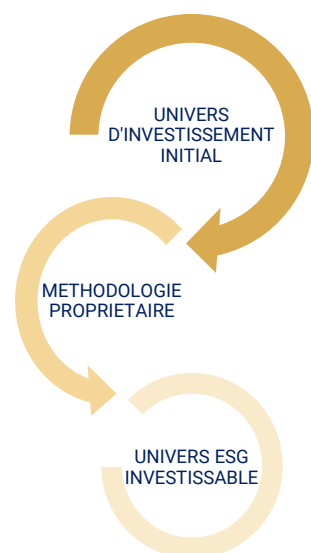 UNIVERS
D'INVESTISSEMENT
INITIAL
METHODOLOGIE
PROPRIETAIRE
UNIVERS ESG
INVESTISSABLE